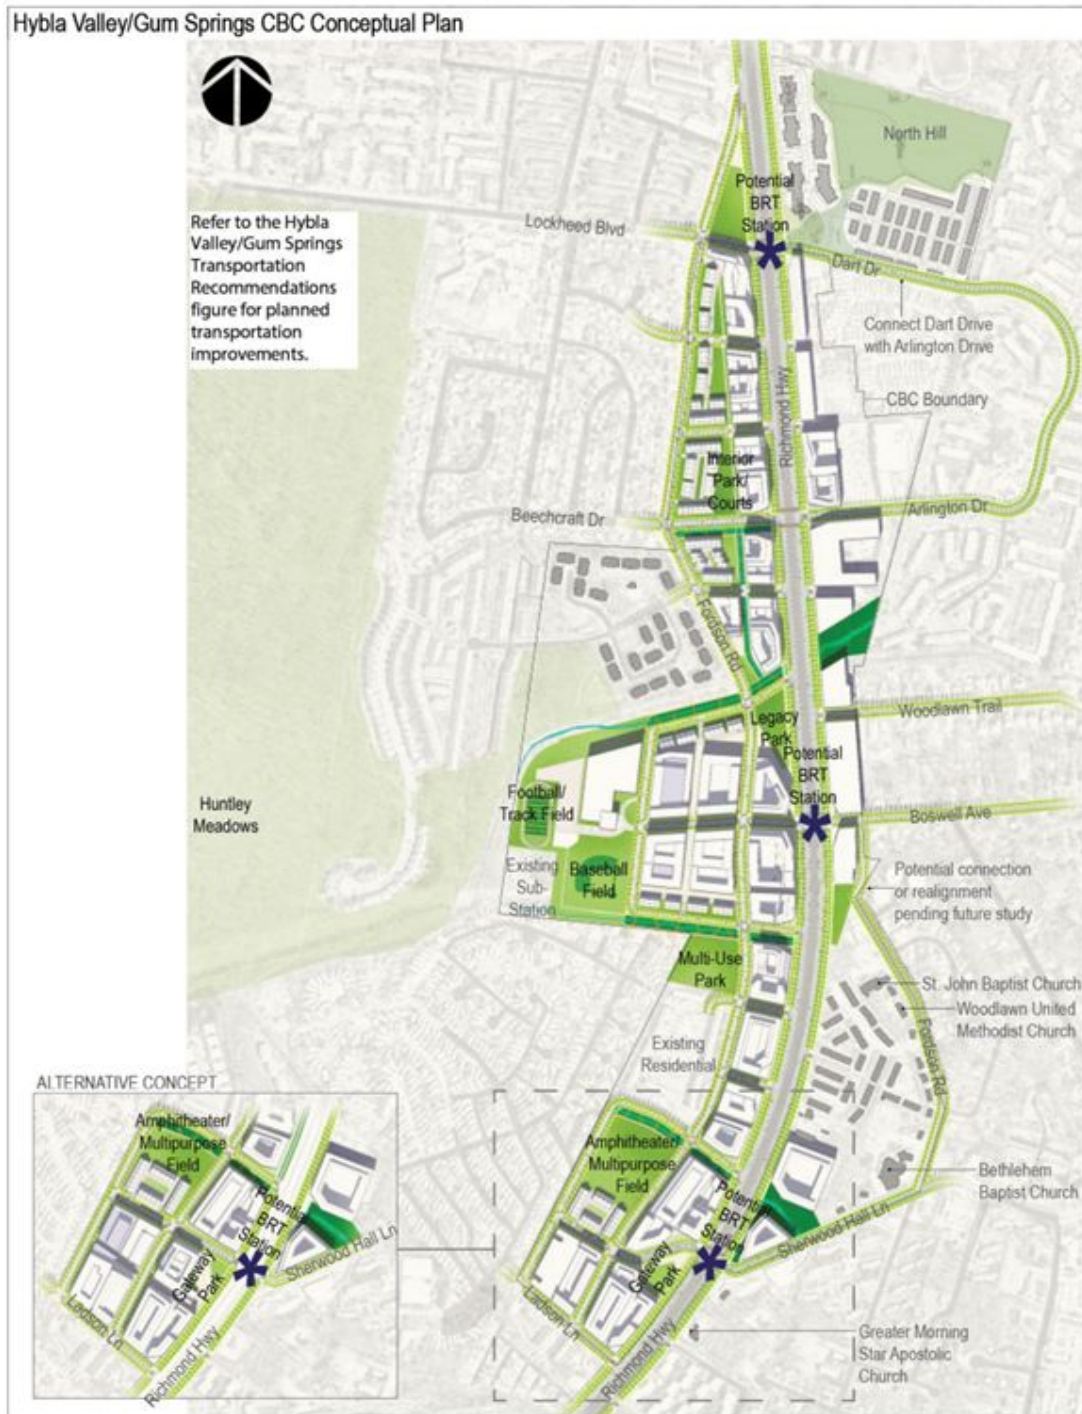 Hybla Valley/Gum Springs CBC Conceptual Plan
North Hill
Potential
BRT
Station
Refer to the Hybla
Valley/Gum Springs
Transportation
Recommendations
figure for planned
transportation
improvements.
Lockheed Blvd
Dart Dr
Connect Dart Drive
with Arlington Drive
Richmond Hwy
CBC Boundary
Interior
Park/
Courts
Beechcraft Dr
Arlington Dr
Fordson Rd
Woodlawn Trail
Legacy
Park
Potential
BRT
Station
Huntley
Meadows
Football/
Track Field
Boswell Ave
Existing
Sub-
Station
Baseball
Field
Potential connection
or realignment
pending future study
Multi-Use
Park
St. John Baptist Church
Woodlawn United
Methodist Church
Existing
Residential
Fordson Rd
ALTERNATIVE CONCEPT
Amphitheater/
Multipurpose
Field
Potential
BRT
Station
Gateway
Park
Sherwood Hall Ln
Ladson Ln
Richmond Hwy
Amphitheater/
Multipurpose
Field
Potential
BRT
Station
Bethlehem
Baptist Church
Sherwood Hall Ln
Gateway
Park
Ladson Ln
Richmond Hwy
Greater Morning
Star Apostolic
Church